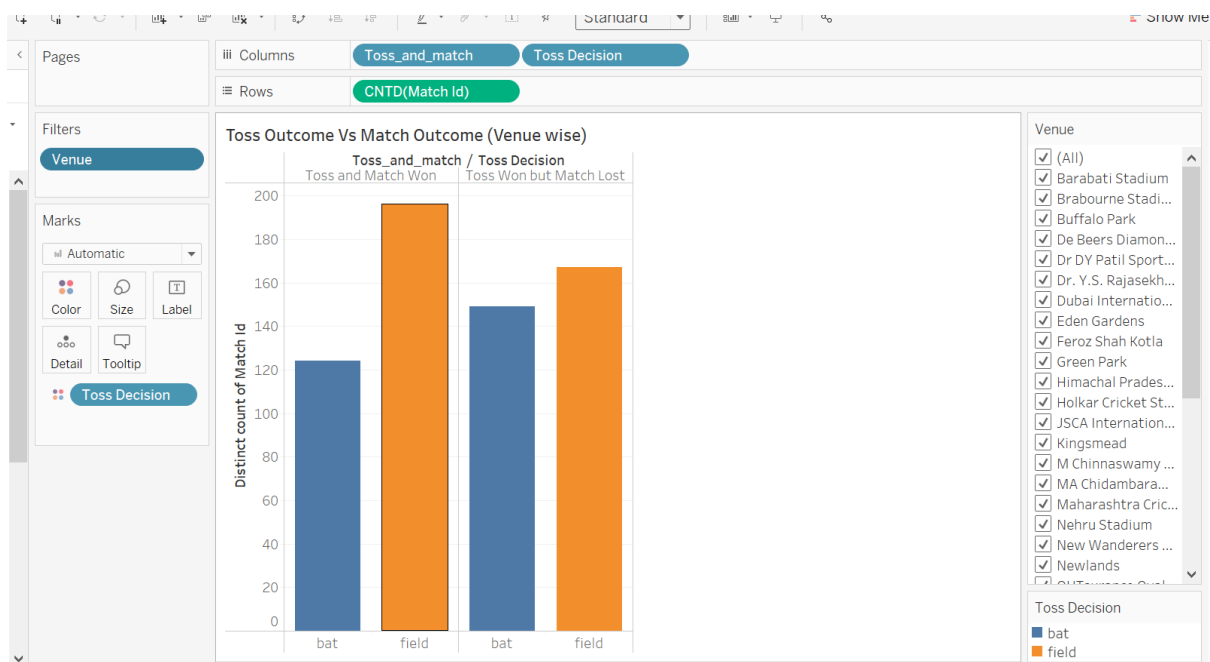 Standard
Show Me
Pages
iii Columns
Toss_and_match
Toss Decision
Rows
CNTD(Match Id)
Filters
Venue
Marks
Automatic
Color
Size
Label
Detail
Tooltip
Toss Decision
Toss Outcome Vs Match Outcome (Venue wise)
Toss_and_match / Toss Decision
Toss and Match Won
Toss Won but Match Lost
Distinct count of Match Id
200
180
160
140
120
100
80
60
40
20
0
bat
field
bat
field
Venue
(All)
Barabati Stadium
Brabourne Stadi...
Buffalo Park
De Beers Diamon...
Dr DY Patil Sport...
Dr. Y.S. Rajasekh...
Dubai Internatio...
Eden Gardens
Feroz Shah Kotla
Green Park
Himachal Prades...
Holkar Cricket St...
JSCA Internation...
Kingsmead
M Chinnaswamy ...
MA Chidambara...
Maharashtra Cric...
Nehru Stadium
New Wanderers ...
Newlands
Toss Decision
bat
field